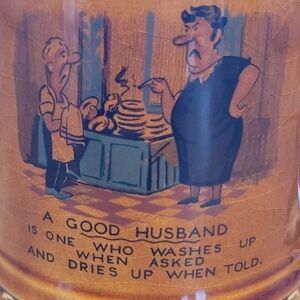 A GOOD HUSBAND
IS ONE WHO WASHES UP
WHEN ASKED
AND DRIES UP WHEN TOLD.